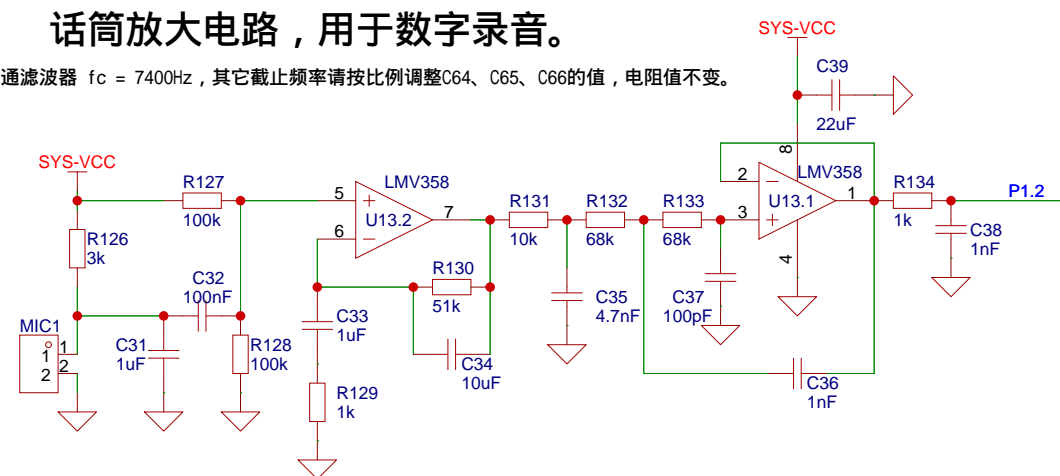 话筒放大电路，用于数字录音。
通滤波器 fc = 7400Hz，其它截止频率请按比例调整C64、C65、C66的值，电阻值不变。
SYS-VCC
C39
22uF
SYS-VCC
R127
100k
LMV358
5
6
7
U13.2
R126
3k
C32
100nF
MIC1
1
2
1
2
C31
1uF
R128
100k
C33
1uF
R129
1k
R130
51k
C34
10uF
R131
10k
R132
68k
R133
68k
C35
4.7nF
C37
100pF
C36
1nF
8
2
3
LMV358
U13.1
1
4
R134
1k
P1.2
C38
1nF